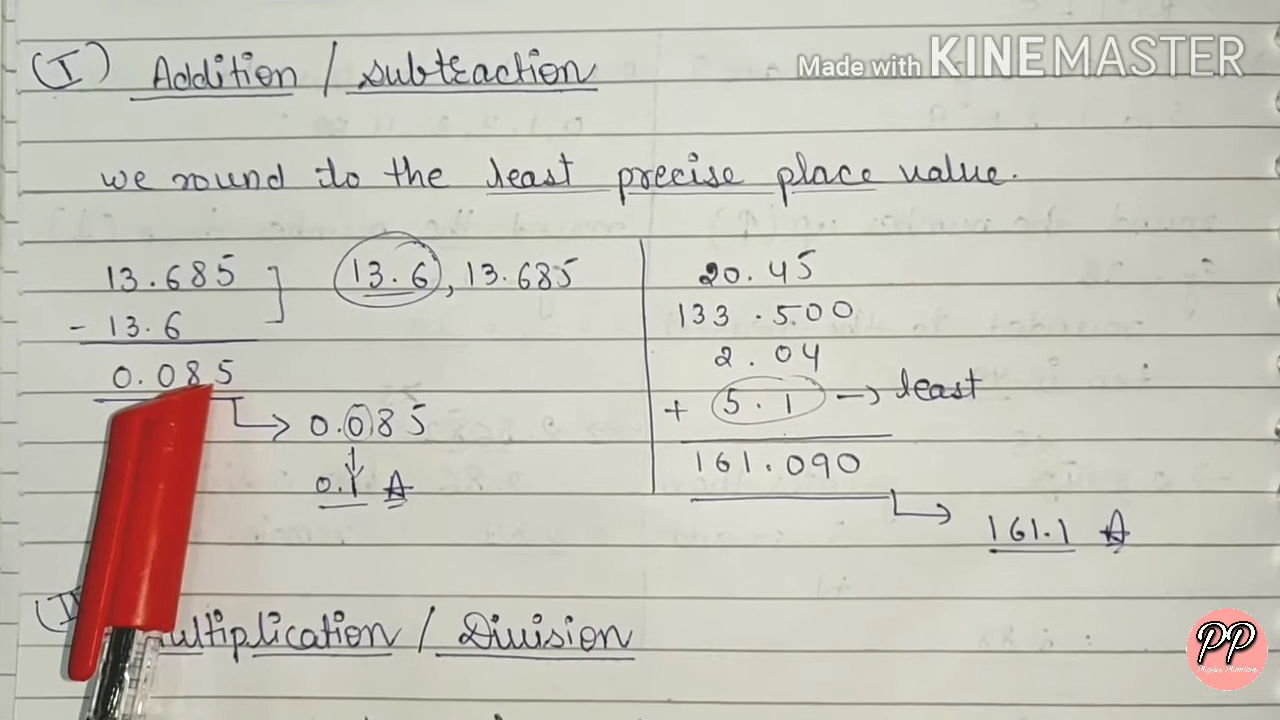 (I) Addition / Subtraction
Made with KINEMASTER
we round to the least precise place value.
13.685
- 13.6
0.085
13.6, 13.685
0.085
0.1
20.45
133.500
2.04
+ 5.1 → least
161.090
161.1
Multiplication / Division
PP